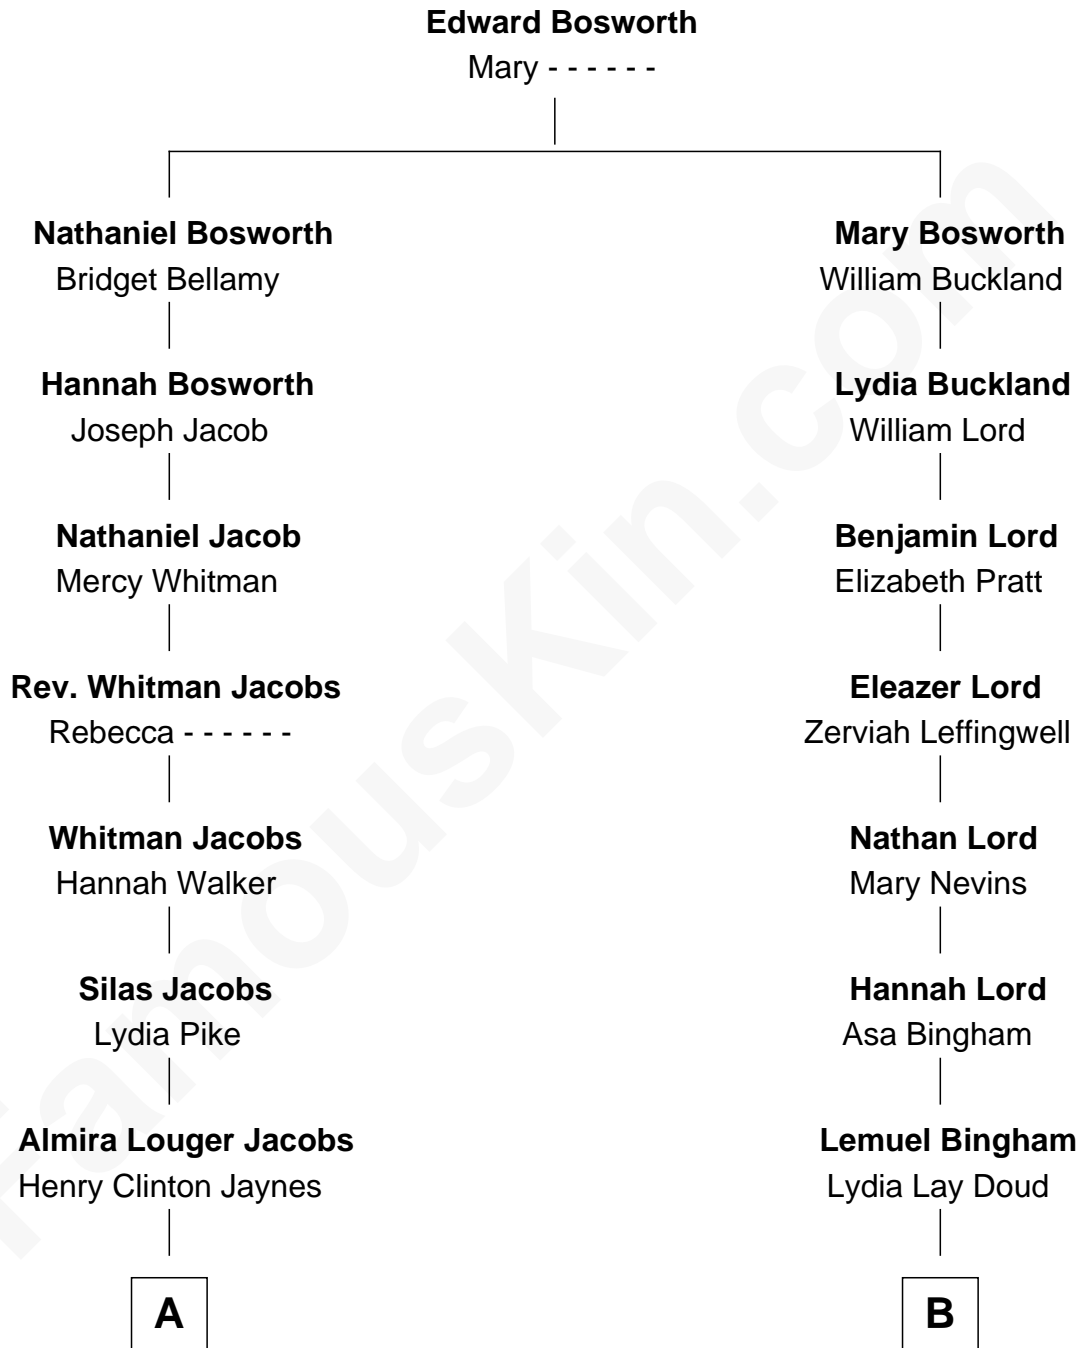 Edward Bosworth
Mary - - - - - -
Nathaniel Bosworth
Bridget Bellamy
Mary Bosworth
William Buckland
Hannah Bosworth
Joseph Jacob
Lydia Buckland
William Lord
Nathaniel Jacob
Mercy Whitman
Benjamin Lord
Elizabeth Pratt
Rev. Whitman Jacobs
Rebecca - - - - - -
Eleazer Lord
Zerviah Leffingwell
Whitman Jacobs
Hannah Walker
Nathan Lord
Mary Nevins
Silas Jacobs
Lydia Pike
Hannah Lord
Asa Bingham
Almira Louger Jacobs
Henry Clinton Jaynes
Lemuel Bingham
Lydia Lay Doud
A
B
FamousKin.com